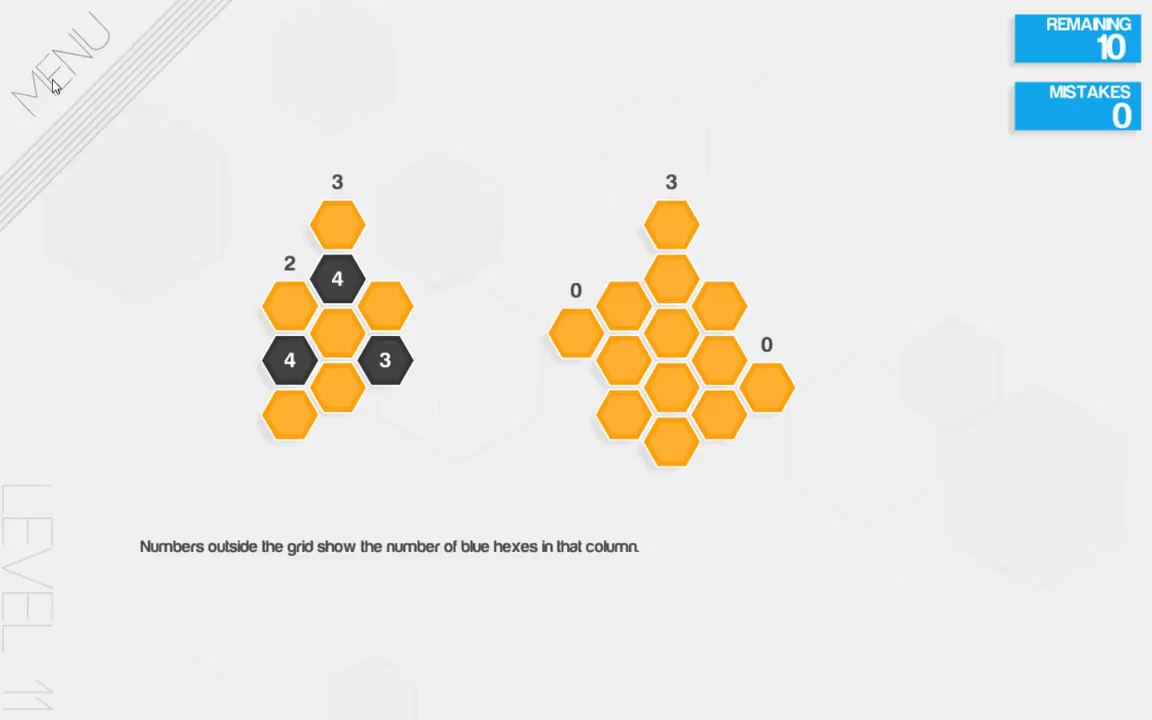 MENU
REMAINING
10
MISTAKES
0
3
3
2
4
0
4
3
0
Numbers outside the grid show the number of blue hexes in that column.
LEVEL 11